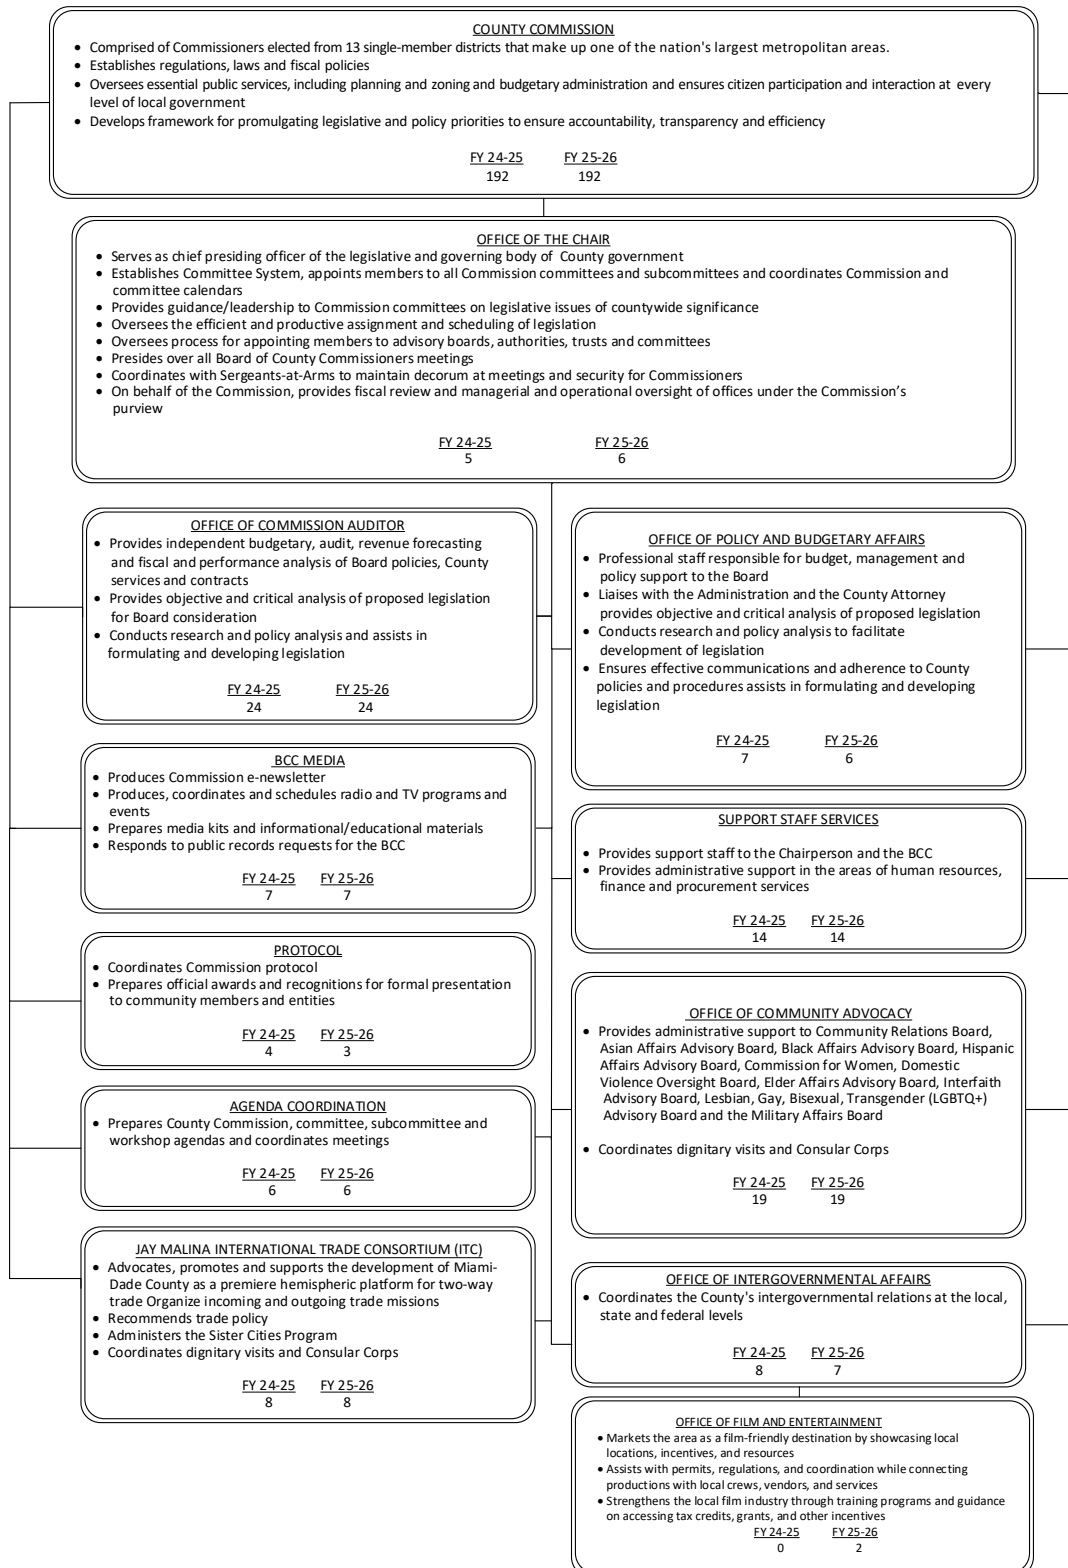 COUNTY COMMISSION
• Comprised of Commissioners elected from 13 single-member districts that make up one of the nation's largest metropolitan areas.
• Establishes regulations, laws and fiscal policies
• Oversees essential public services, including planning and zoning and budgetary administration and ensures citizen participation and interaction at every
level of local government
• Develops framework for promulgating legislative and policy priorities to ensure accountability, transparency and efficiency
FY 24-25 FY 25-26
192 192
OFFICE OF THE CHAIR
• Serves as chief presiding officer of the legislative and governing body of County government
• Establishes Committee System, appoints members to all Commission committees and subcommittees and coordinates Commission and
committee calendars
• Provides guidance/leadership to Commission committees on legislative issues of countywide significance
• Oversees the efficient and productive assignment and scheduling of legislation
• Oversees process for appointing members to advisory boards, authorities, trusts and committees
• Presides over all Board of County Commissioners meetings
• Coordinates with Sergeants-at-Arms to maintain decorum at meetings and security for Commissioners
• On behalf of the Commission, provides fiscal review and managerial and operational oversight of offices under the Commission's
purview
FY 24-25 FY 25-26
5 6
OFFICE OF COMMISSION AUDITOR
• Provides independent budgetary, audit, revenue forecasting
and fiscal and performance analysis of Board policies, County
services and contracts
• Provides objective and critical analysis of proposed legislation
for Board consideration
• Conducts research and policy analysis and assists in
formulating and developing legislation
FY 24-25 FY 25-26
24 24
OFFICE OF POLICY AND BUDGETARY AFFAIRS
• Professional staff responsible for budget, management and
policy support to the Board
• Liaises with the Administration and the County Attorney
provides objective and critical analysis of proposed legislation
• Conducts research and policy analysis to facilitate
development of legislation
• Ensures effective communications and adherence to County
policies and procedures assists in formulating and developing
legislation
FY 24-25 FY 25-26
7 6
BCC MEDIA
• Produces Commission e-newsletter
• Produces, coordinates and schedules radio and TV programs and
events
• Prepares media kits and informational/educational materials
• Responds to public records requests for the BCC
FY 24-25 FY 25-26
7 7
SUPPORT STAFF SERVICES
• Provides support staff to the Chairperson and the BCC
• Provides administrative support in the areas of human resources,
finance and procurement services
FY 24-25 FY 25-26
14 14
PROTOCOL
• Coordinates Commission protocol
• Prepares official awards and recognitions for formal presentation
to community members and entities
FY 24-25 FY 25-26
4 3
OFFICE OF COMMUNITY ADVOCACY
• Provides administrative support to Community Relations Board,
Asian Affairs Advisory Board, Black Affairs Advisory Board, Hispanic
Affairs Advisory Board, Commission for Women, Domestic
Violence Oversight Board, Elder Affairs Advisory Board, Interfaith
Advisory Board, Lesbian, Gay, Bisexual, Transgender (LGBTQ+)
Advisory Board and the Military Affairs Board
• Coordinates dignitary visits and Consular Corps
FY 24-25 FY 25-26
19 19
AGENDA COORDINATION
• Prepares County Commission, committee, subcommittee and
workshop agendas and coordinates meetings
FY 24-25 FY 25-26
6 6
JAY MALINA INTERNATIONAL TRADE CONSORTIUM (ITC)
• Advocates, promotes and supports the development of Miami-
Dade County as a premiere hemispheric platform for two-way
trade Organize incoming and outgoing trade missions
• Recommends trade policy
• Administers the Sister Cities Program
• Coordinates dignitary visits and Consular Corps
FY 24-25 FY 25-26
8 8
OFFICE OF INTERGOVERNMENTAL AFFAIRS
• Coordinates the County's intergovernmental relations at the local,
state and federal levels
FY 24-25 FY 25-26
8 7
OFFICE OF FILM AND ENTERTAINMENT
• Markets the area as a film-friendly destination by showcasing local
locations, incentives, and resources
• Assists with permits, regulations, and coordination while connecting
productions with local crews, vendors, and services
• Strengthens the local film industry through training programs and guidance
on accessing tax credits, grants, and other incentives
FY 24-25 FY 25-26
0 2